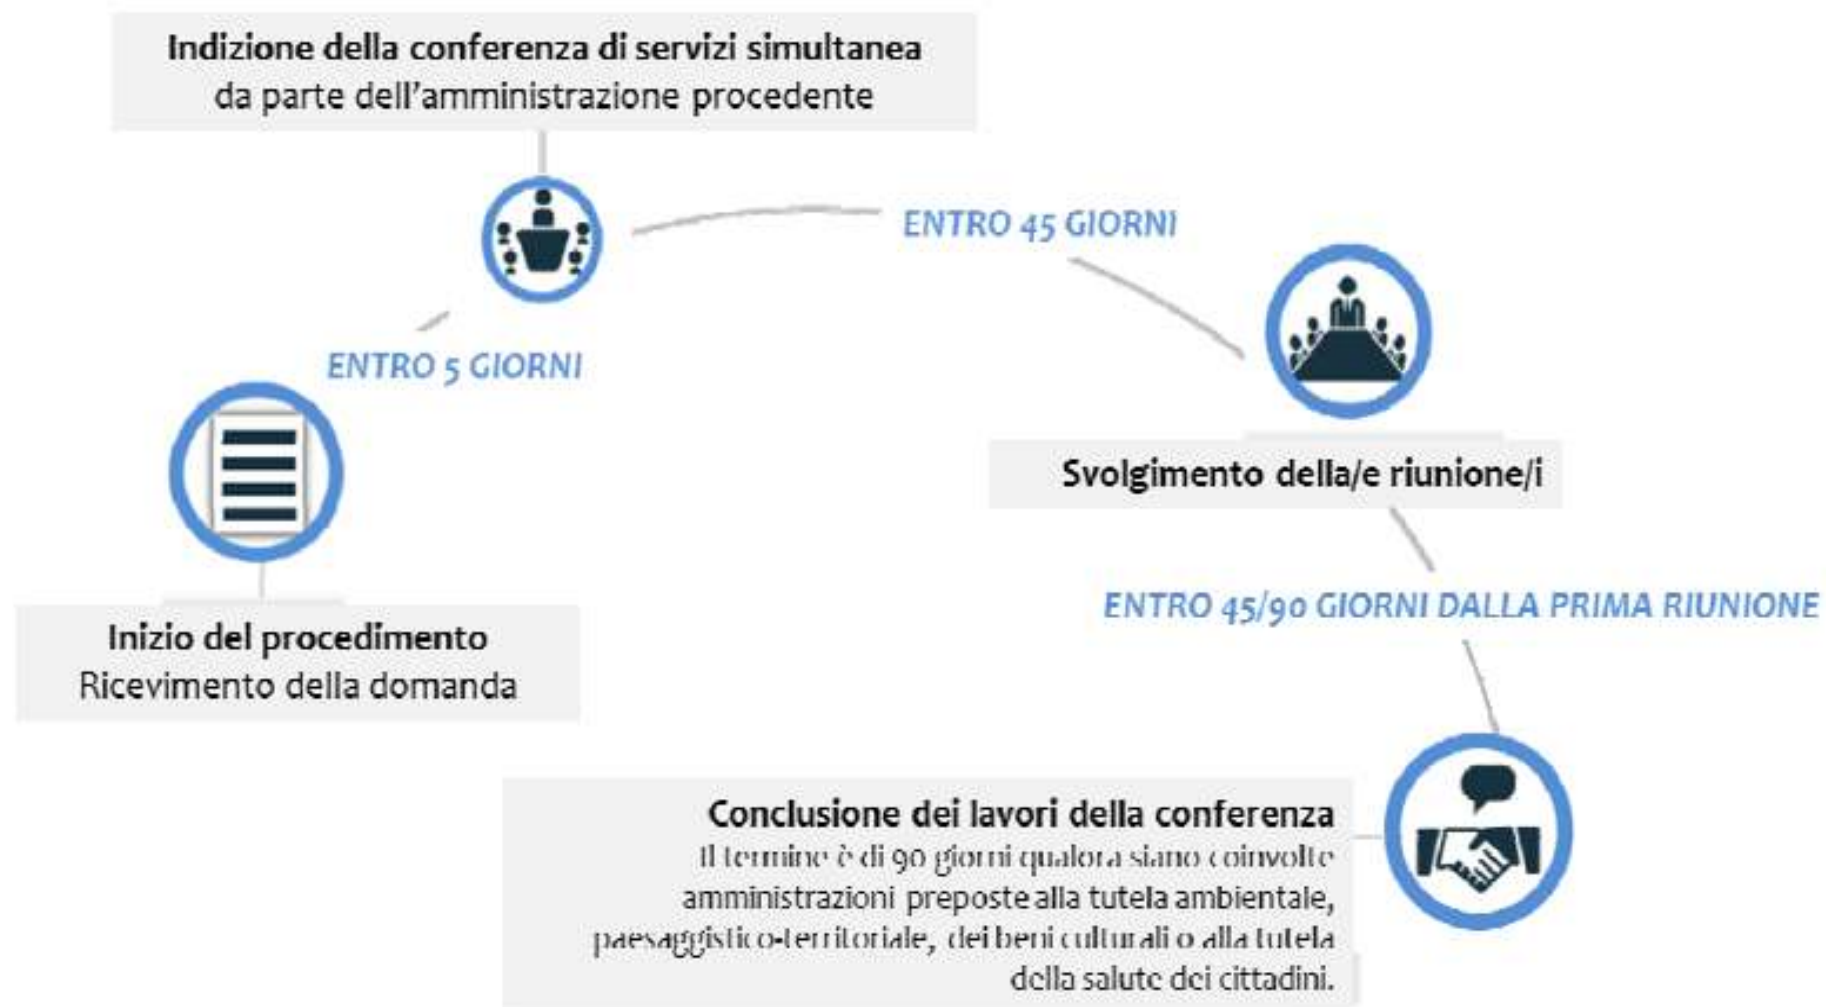 Indizione della conferenza di servizi simultanea
da parte dell'amministrazione procedente
ENTRO 45 GIORNI
ENTRO 5 GIORNI
Inizio del procedimento
Ricevimento della domanda
Svolgimento della/e riunione/i
ENTRO 45/90 GIORNI DALLA PRIMA RIUNIONE
Conclusione dei lavori della conferenza
Il termine è di 90 giorni qualora siano coinvolte
amministrazioni preposte alla tutela ambientale,
paesaggistico-territoriale, dei beni culturali o alla tutela
della salute dei cittadini.